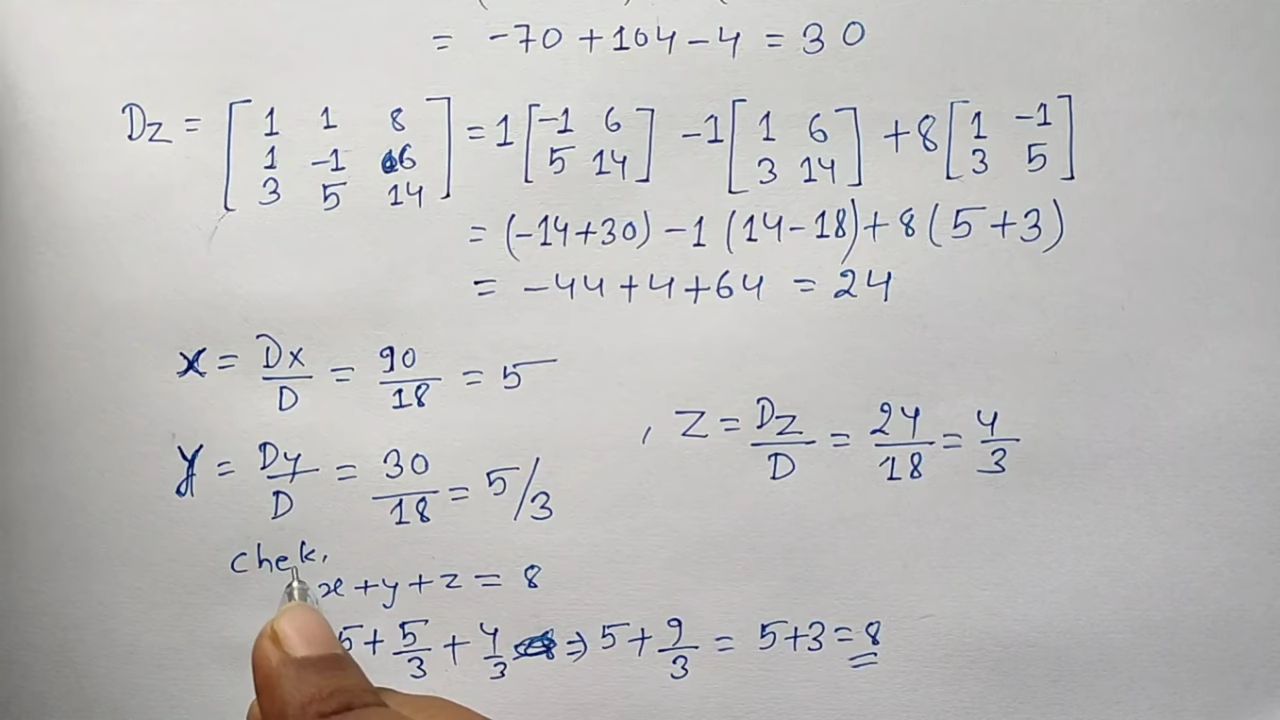 = -70 + 104 - 4 = 30
Dz = [1 1 8 = 1[-1 6] -1[1 6] + 8[1 -1]
1 -1 6 5 14 3 14 3 5
3 5 14]
= (-14+30) -1 (14-18) + 8 (5+3)
= -44 + 4 + 64 = 24
x = Dx/D = 90/18 = 5
y = Dy/D = 30/18 = 5/3
, z = Dz/D = 24/18 = 4/3
Chek,
x + y + z = 8
5 + 5/3 + 4/3 ⇒ 5 + 9/3 = 5+3 = 8